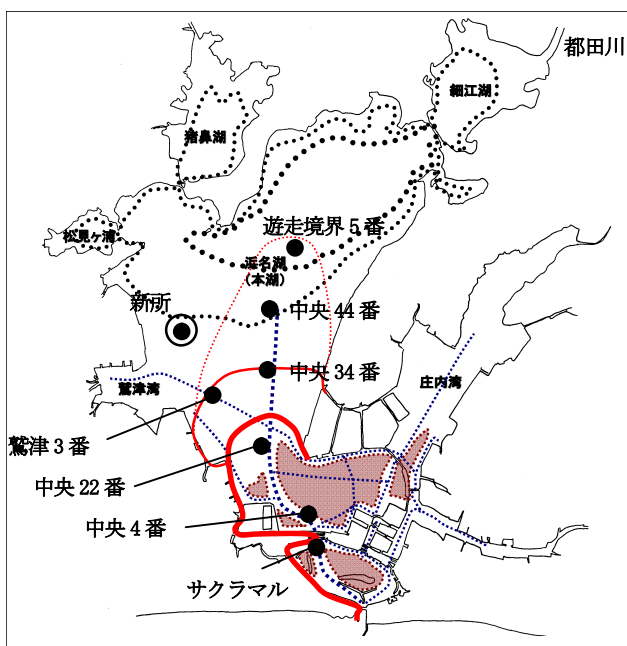 都田川
細江湖
猪鼻湖
遊走境界5番
松見ヶ浦
浜名湖
(本湖)
新所
中央44番
中央34番
鷲津湾
庄内湾
鷲津3番
中央22番
中央4番
サクラマル